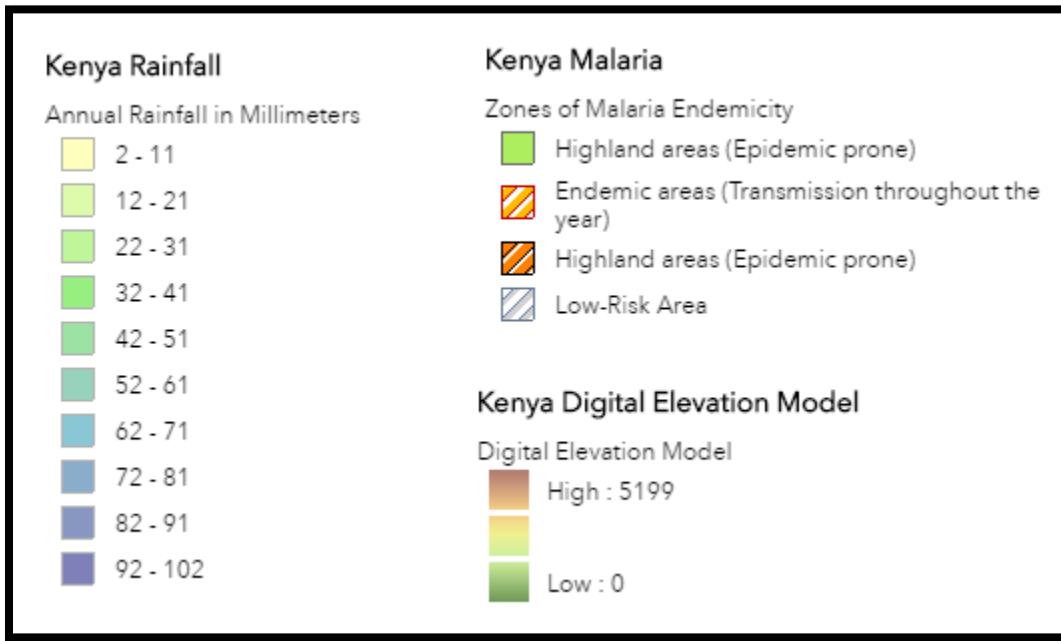 Kenya Rainfall
Annual Rainfall in Millimeters
2 - 11
12 - 21
22 - 31
32 - 41
42 - 51
52 - 61
62 - 71
72 - 81
82 - 91
92 - 102
Kenya Malaria
Zones of Malaria Endemicity
Highland areas (Epidemic prone)
Endemic areas (Transmission throughout the
year)
Highland areas (Epidemic prone)
Low-Risk Area
Kenya Digital Elevation Model
Digital Elevation Model
High : 5199
Low : 0